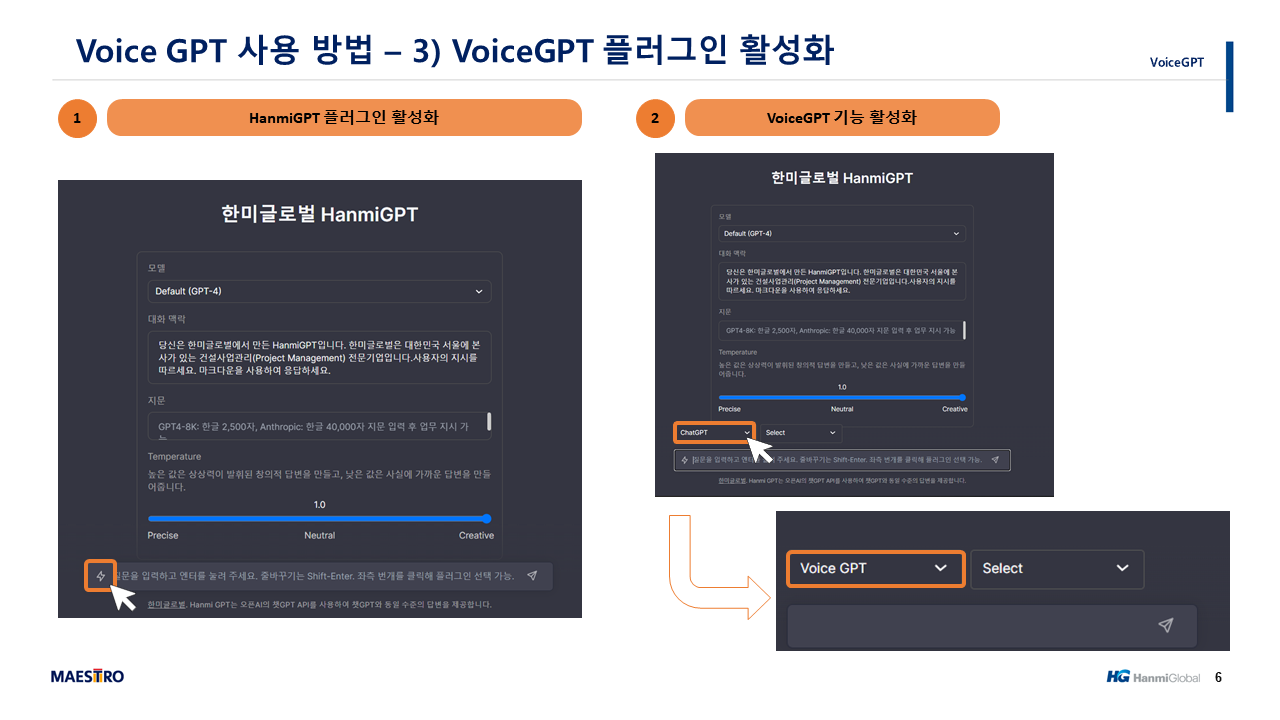 Voice GPT 사용 방법 – 3) VoiceGPT 플러그인 활성화
VoiceGPT
1
HanmiGPT 플러그인 활성화
한미글로벌 HanmiGPT
모델
Default (GPT-4)
대화 맥락
당신은 한미글로벌에서 만든 HanmiGPT입니다. 한미글로벌은 대한민국 서울에 본
사가 있는 건설사업관리(Project Management) 전문기업입니다.사용자의 지시를
따르세요. 마크다운을 사용하여 응답하세요.
지문
GPT4-8K: 한글 2,500자, Anthropic: 한글 40,000자 지문 입력 후 업무 지시 가
능
Temperature
높은 값은 상상력이 발휘된 창의적 답변을 만들고, 낮은 값은 사실에 가까운 답변을 만들
어줍니다.
1.0
Precise
Neutral
Creative
질문을 입력하고 엔터를 눌러 주세요. 줄바꾸기는 Shift-Enter. 좌측 번개를 클릭해 플러그인 선택 가능.
한미글로벌. Hanmi GPT는 오픈AI의 챗GPT API를 사용하여 챗GPT와 동일 수준의 답변을 제공합니다.
2
VoiceGPT 기능 활성화
한미글로벌 HanmiGPT
모델
Default (GPT-4)
대화 맥락
당신은 한미글로벌에서 만든 HanmiGPT입니다. 한미글로벌은 대한민국 서울에 본
사가 있는 건설사업관리(Project Management) 전문기업입니다.사용자의 지시를
따르세요. 마크다운을 사용하여 응답하세요.
지문
GPT4-8K: 한글 2,500자, Anthropic: 한글 40,000자 지문 입력 후 업무 지시 가능
Temperature
높은 값은 상상력이 발휘된 창의적 답변을 만들고, 낮은 값은 사실에 가까운 답변을 만들
어줍니다.
1.0
Precise
Neutral
Creative
ChatGPT
Select
질문을 입력하고 엔터를 눌러 주세요. 줄바꾸기는 Shift-Enter. 좌측 번개를 클릭해 플러그인 선택 가능.
한미글로벌. Hanmi GPT는 오픈AI의 챗GPT API를 사용하여 챗GPT와 동일 수준의 답변을 제공합니다.
Voice GPT
Select
MAESTRO
HG HanmiGlobal
6